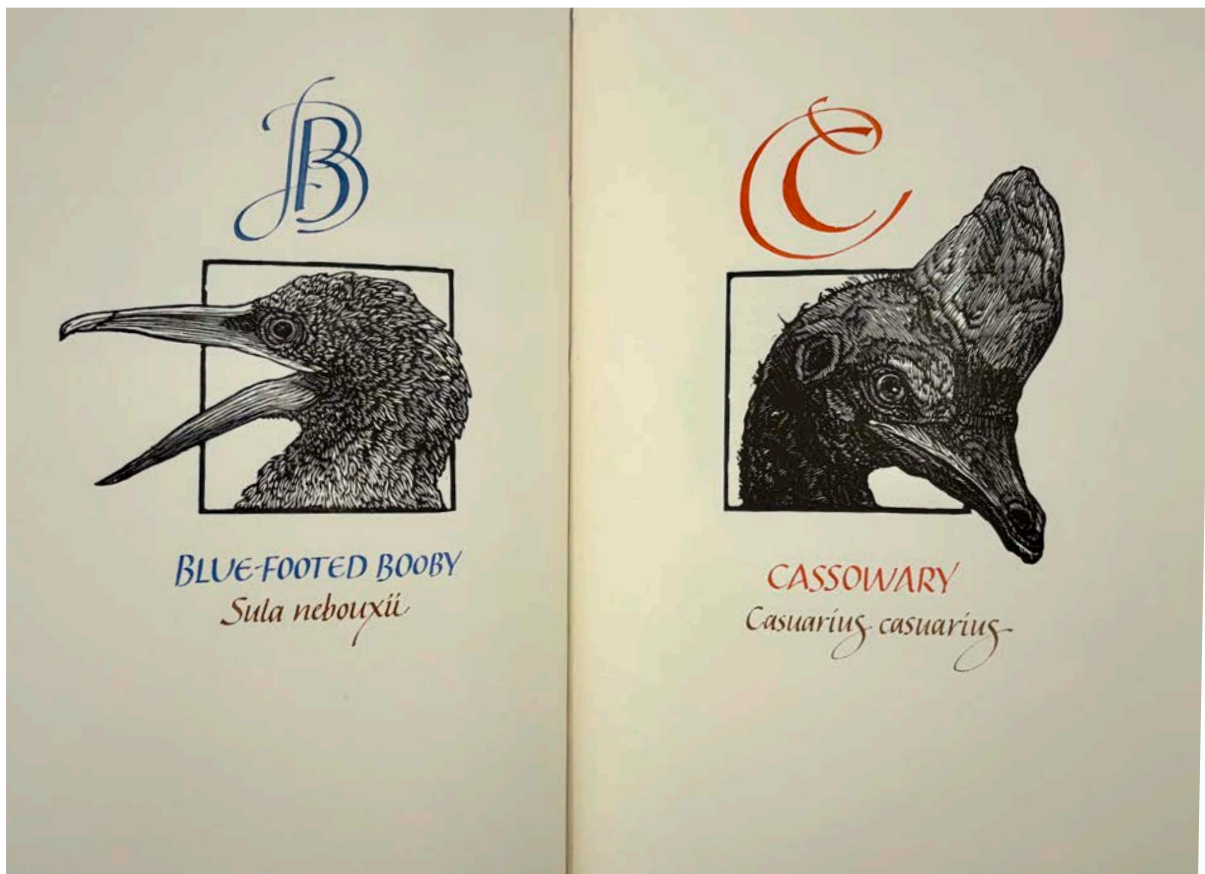 B
BLUE-FOOTED BOOBY
Sula nebouxii
C
CASSOWARY
Casuarius casuarius